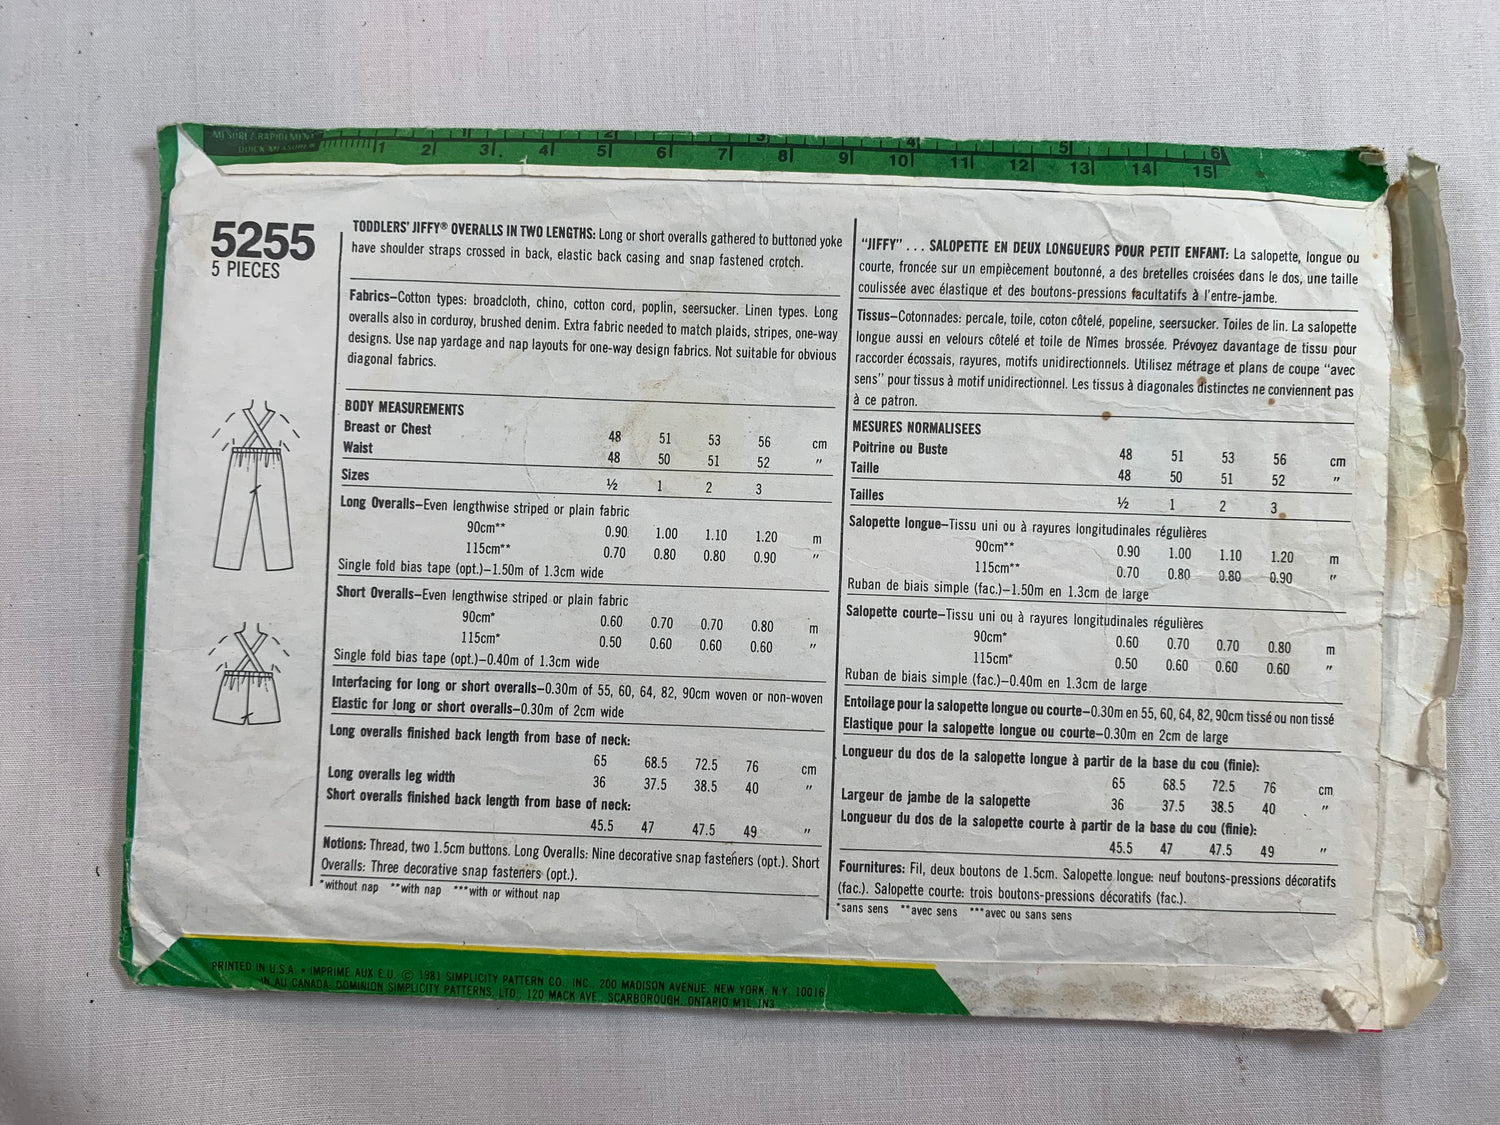 MESUREZ RAPIDEMENT
QUICK MEASURE
1 2 3 4 5 6
1 2 3 4 5 6 7 8 9 10 11 12 13 14 15
5255
5 PIECES
TODDLERS' JIFFY® OVERALLS IN TWO LENGTHS: Long or short overalls gathered to buttoned yoke
have shoulder straps crossed in back, elastic back casing and snap fastened crotch.
Fabrics–Cotton types: broadcloth, chino, cotton cord, poplin, seersucker. Linen types. Long
overalls also in corduroy, brushed denim. Extra fabric needed to match plaids, stripes, one-way
designs. Use nap yardage and nap layouts for one-way design fabrics. Not suitable for obvious
diagonal fabrics.
BODY MEASUREMENTS
Breast or Chest 48 51 53 56 cm
Waist 48 50 51 52 "
Sizes ½ 1 2 3
Long Overalls–Even lengthwise striped or plain fabric
90cm** 0.90 1.00 1.10 1.20 m
115cm** 0.70 0.80 0.80 0.90 "
Single fold bias tape (opt.)–1.50m of 1.3cm wide
Short Overalls–Even lengthwise striped or plain fabric
90cm* 0.60 0.70 0.70 0.80 m
115cm* 0.50 0.60 0.60 0.60 "
Single fold bias tape (opt.)–0.40m of 1.3cm wide
Interfacing for long or short overalls–0.30m of 55, 60, 64, 82, 90cm woven or non-woven
Elastic for long or short overalls–0.30m of 2cm wide
Long overalls finished back length from base of neck:
65 68.5 72.5 76 cm
Long overalls leg width 36 37.5 38.5 40 "
Short overalls finished back length from base of neck:
45.5 47 47.5 49 "
Notions: Thread, two 1.5cm buttons. Long Overalls: Nine decorative snap fasteners (opt.). Short
Overalls: Three decorative snap fasteners (opt.).
*without nap **with nap ***with or without nap
"JIFFY" . . . SALOPETTE EN DEUX LONGUEURS POUR PETIT ENFANT: La salopette, longue ou
courte, froncée sur un empiècement boutonné, a des bretelles croisées dans le dos, une taille
coulissée avec élastique et des boutons-pressions facultatifs à l'entre-jambe.
Tissus–Cotonnades: percale, toile, coton côtelé, popeline, seersucker. Toiles de lin. La salopette
longue aussi en velours côtelé et toile de Nîmes brossée. Prévoyez davantage de tissu pour
raccorder écossais, rayures, motifs unidirectionnels. Utilisez métrage et plans de coupe "avec
sens" pour tissus à motif unidirectionnel. Les tissus à diagonales distinctes ne conviennent pas
à ce patron.
MESURES NORMALISEES
Poitrine ou Buste 48 51 53 56 cm
Taille 48 50 51 52 "
Tailles ½ 1 2 3
Salopette longue–Tissu uni ou à rayures longitudinales régulières
90cm** 0.90 1.00 1.10 1.20 m
115cm** 0.70 0.80 0.80 0.90 "
Ruban de biais simple (fac.)–1.50m en 1.3cm de large
Salopette courte–Tissu uni ou à rayures longitudinales régulières
90cm* 0.60 0.70 0.70 0.80 m
115cm* 0.50 0.60 0.60 0.60 "
Ruban de biais simple (fac.)–0.40m en 1.3cm de large
Entoilage pour la salopette longue ou courte–0.30m en 55, 60, 64, 82, 90cm tissé ou non tissé
Elastique pour la salopette longue ou courte–0.30m en 2cm de large
Longueur du dos de la salopette longue à partir de la base du cou (finie):
65 68.5 72.5 76 cm
Largeur de jambe de la salopette 36 37.5 38.5 40 "
Longueur du dos de la salopette courte à partir de la base du cou (finie):
45.5 47 47.5 49 "
Fournitures: Fil, deux boutons de 1.5cm. Salopette longue: neuf boutons-pressions décoratifs
(fac.). Salopette courte: trois boutons-pressions décoratifs (fac.).
*sans sens **avec sens ***avec ou sans sens
PRINTED IN U.S.A. • IMPRIME AUX E.U. © 1981 SIMPLICITY PATTERN CO., INC., 200 MADISON AVENUE, NEW YORK, N.Y. 10016
IN/AU CANADA, DOMINION SIMPLICITY PATTERNS, LTD., 120 MACK AVE., SCARBOROUGH, ONTARIO M1L 1N3